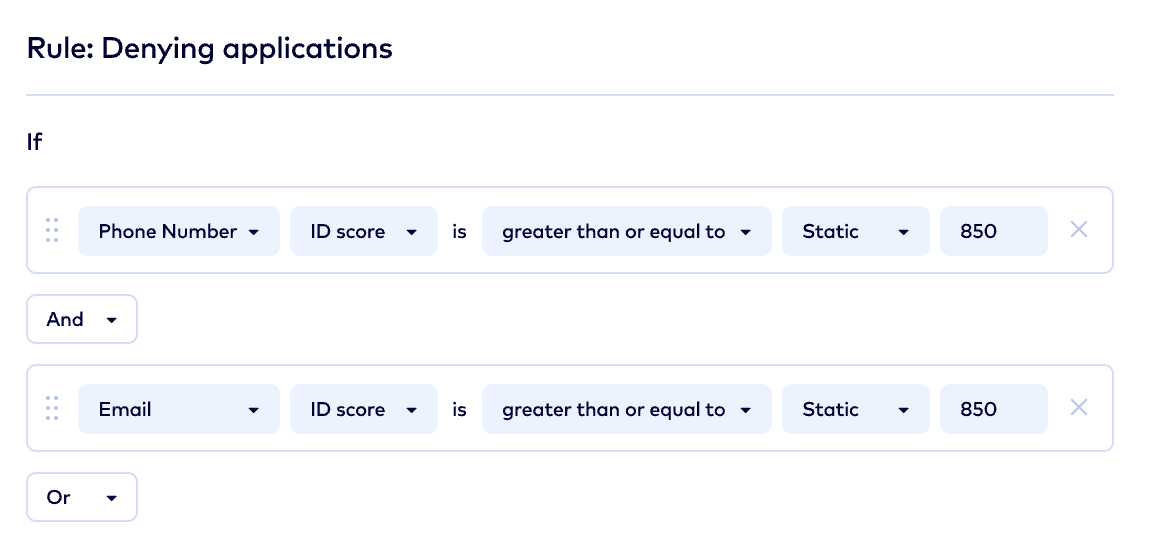 Rule: Denying applications
If
Phone Number ID score is greater than or equal to Static 850
And
Email ID score is greater than or equal to Static 850
Or